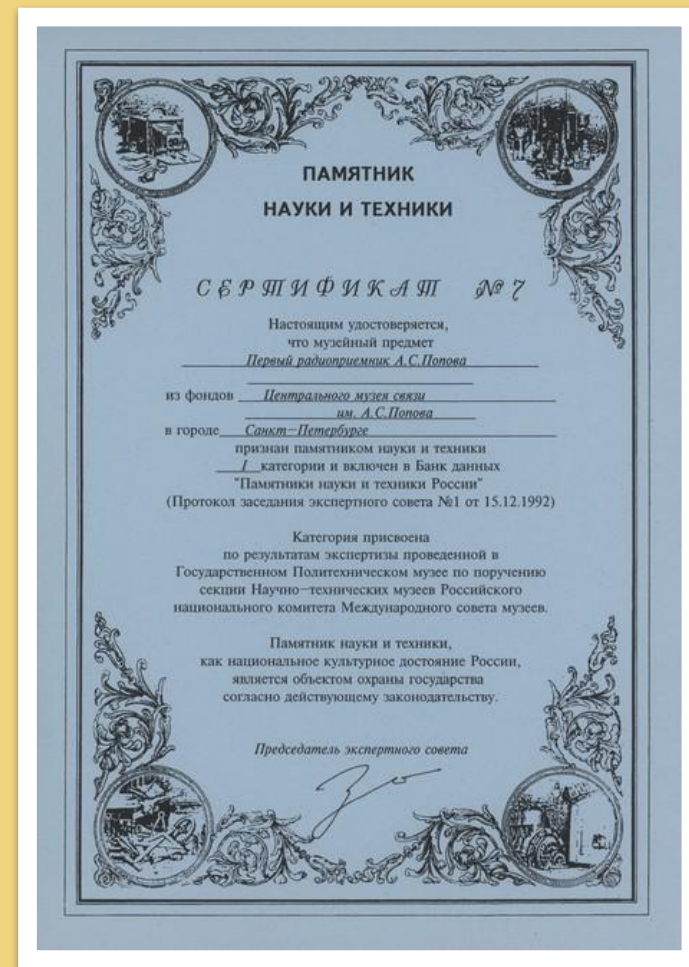 ПАМЯТНИК
НАУКИ И ТЕХНИКИ
СЕРТИФИКАТ №7
Настоящим удостоверяется,
что музейный предмет
Первый радиоприемник А.С.Попова
из фондов Центрального музея связи
им. А.С.Попова
в городе Санкт—Петербурге
признан памятником науки и техники
I категории и включен в Банк данных
"Памятники науки и техники России"
(Протокол заседания экспертного совета №1 от 15.12.1992)
Категория присвоена
по результатам экспертизы проведенной в
Государственном Политехническом музее по поручению
секции Научно—технических музеев Российского
национального комитета Международного совета музеев.
Памятник науки и техники,
как национальное культурное достояние России,
является объектом охраны государства
согласно действующему законодательству.
Председатель экспертного совета